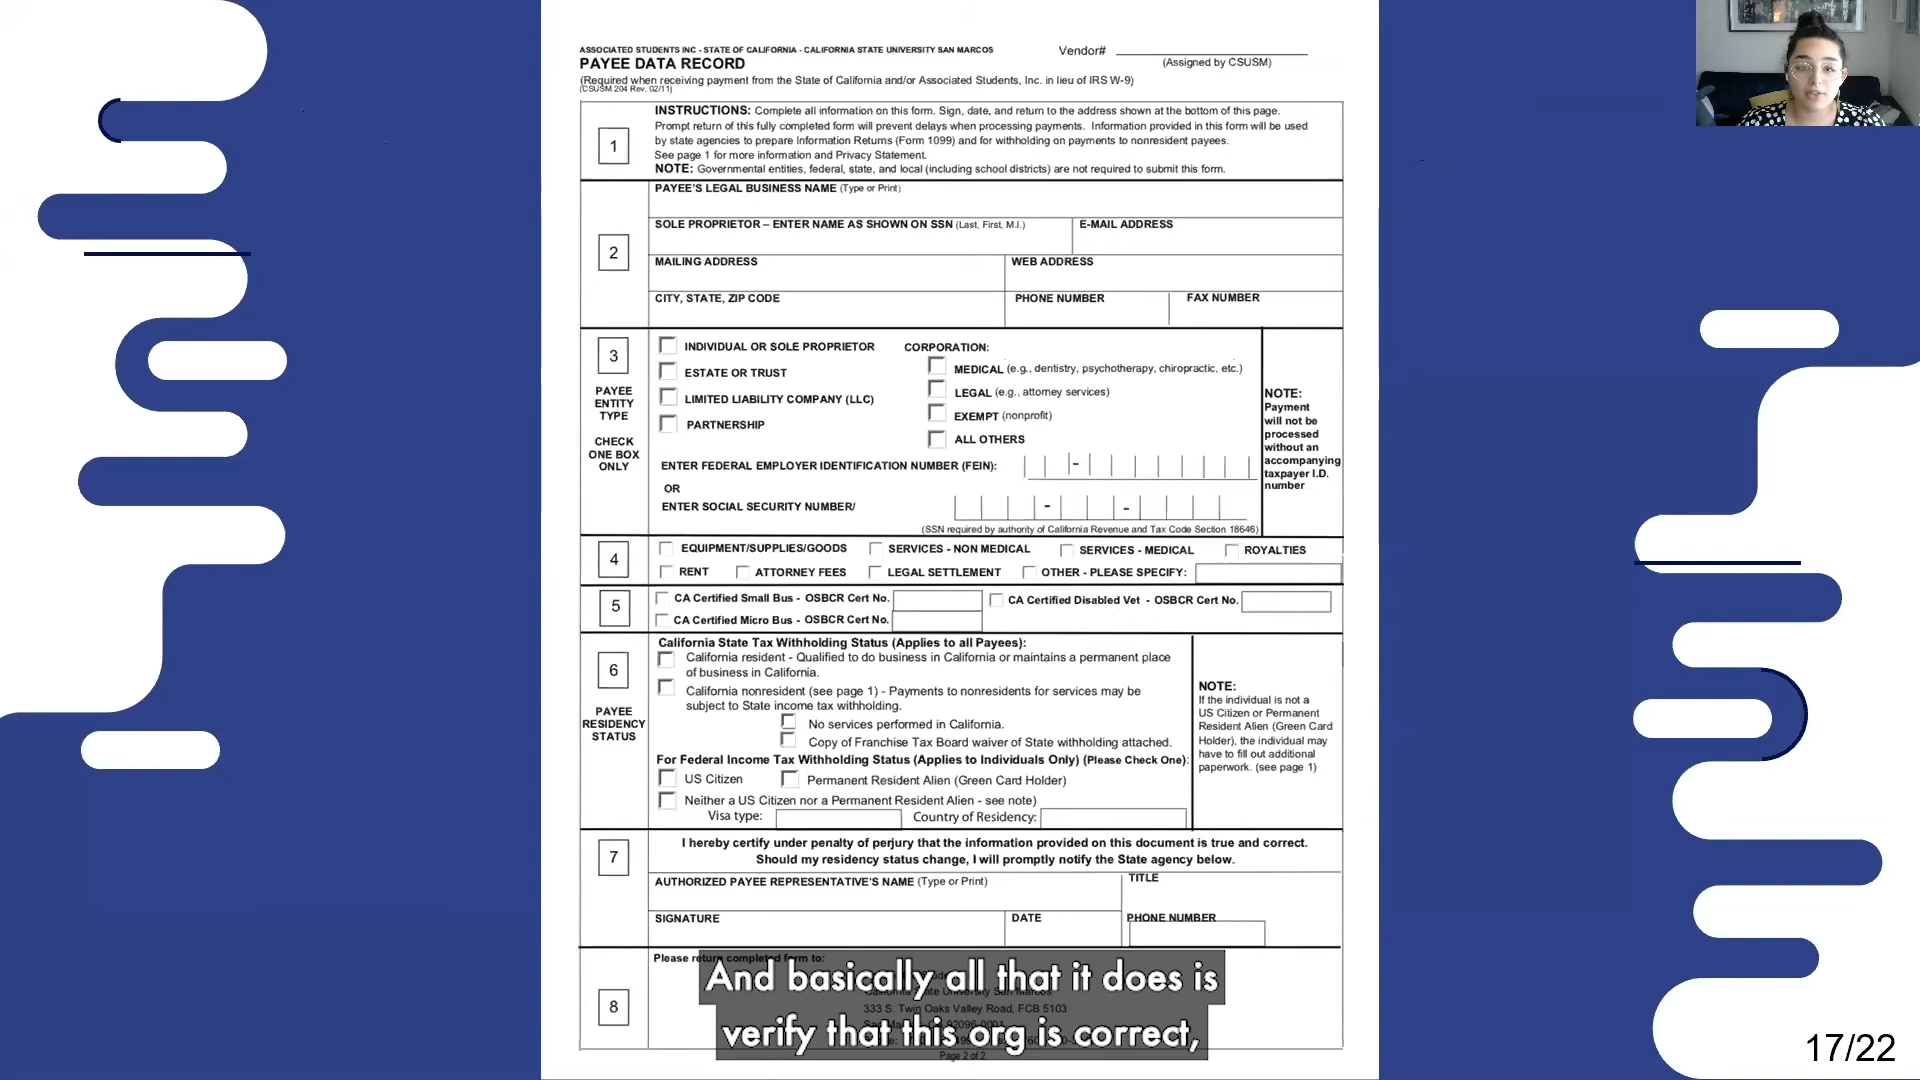 ASSOCIATED STUDENTS INC - STATE OF CALIFORNIA - CALIFORNIA STATE UNIVERSITY SAN MARCOS
Vendor#
PAYEE DATA RECORD
(Assigned by CSUSM)
(Required when receiving payment from the State of California and/or Associated Students, Inc. in lieu of IRS W-9)
(CSUSM 204 Rev. 02/11)
1
INSTRUCTIONS: Complete all information on this form. Sign, date, and return to the address shown at the bottom of this page.
Prompt return of this fully completed form will prevent delays when processing payments. Information provided in this form will be used
by state agencies to prepare Information Returns (Form 1099) and for withholding on payments to nonresident payees.
See page 1 for more information and Privacy Statement.
NOTE: Governmental entities, federal, state, and local (including school districts) are not required to submit this form.
2
PAYEE'S LEGAL BUSINESS NAME (Type or Print)
SOLE PROPRIETOR – ENTER NAME AS SHOWN ON SSN (Last, First, M.I.)
E-MAIL ADDRESS
MAILING ADDRESS
WEB ADDRESS
CITY, STATE, ZIP CODE
PHONE NUMBER
FAX NUMBER
3
PAYEE
ENTITY
TYPE
CHECK
ONE BOX
ONLY
INDIVIDUAL OR SOLE PROPRIETOR
ESTATE OR TRUST
LIMITED LIABILITY COMPANY (LLC)
PARTNERSHIP
CORPORATION:
MEDICAL (e.g., dentistry, psychotherapy, chiropractic, etc.)
LEGAL (e.g., attorney services)
EXEMPT (nonprofit)
ALL OTHERS
ENTER FEDERAL EMPLOYER IDENTIFICATION NUMBER (FEIN): -
OR
ENTER SOCIAL SECURITY NUMBER/ - -
(SSN required by authority of California Revenue and Tax Code Section 18646)
NOTE:
Payment
will not be
processed
without an
accompanying
taxpayer I.D.
number
4
EQUIPMENT/SUPPLIES/GOODS
SERVICES - NON MEDICAL
SERVICES - MEDICAL
ROYALTIES
RENT
ATTORNEY FEES
LEGAL SETTLEMENT
OTHER - PLEASE SPECIFY:
5
CA Certified Small Bus - OSBCR Cert No.
CA Certified Disabled Vet - OSBCR Cert No.
CA Certified Micro Bus - OSBCR Cert No.
6
PAYEE
RESIDENCY
STATUS
California State Tax Withholding Status (Applies to all Payees):
California resident - Qualified to do business in California or maintains a permanent place
of business in California.
California nonresident (see page 1) - Payments to nonresidents for services may be
subject to State income tax withholding.
No services performed in California.
Copy of Franchise Tax Board waiver of State withholding attached.
For Federal Income Tax Withholding Status (Applies to Individuals Only) (Please Check One):
US Citizen
Permanent Resident Alien (Green Card Holder)
Neither a US Citizen nor a Permanent Resident Alien - see note)
Visa type:
Country of Residency:
NOTE:
If the individual is not a
US Citizen or Permanent
Resident Alien (Green Card
Holder), the individual may
have to fill out additional
paperwork. (see page 1)
7
I hereby certify under penalty of perjury that the information provided on this document is true and correct.
Should my residency status change, I will promptly notify the State agency below.
AUTHORIZED PAYEE REPRESENTATIVE'S NAME (Type or Print)
TITLE
SIGNATURE
DATE
PHONE NUMBER
8
Please return completed form to:
California State University San Marcos
333 S. Twin Oaks Valley Road, FCB 5103
Page 2 of 2
And basically all that it does is
verify that this org is correct,
17/22